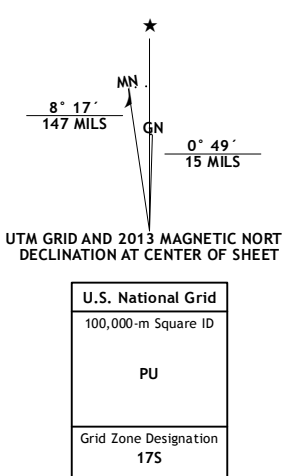 ★
MN
8° 17´
147 MILS
GN
0° 49´
15 MILS
UTM GRID AND 2013 MAGNETIC NORT
DECLINATION AT CENTER OF SHEET
U.S. National Grid
100,000-m Square ID
PU
Grid Zone Designation
17S